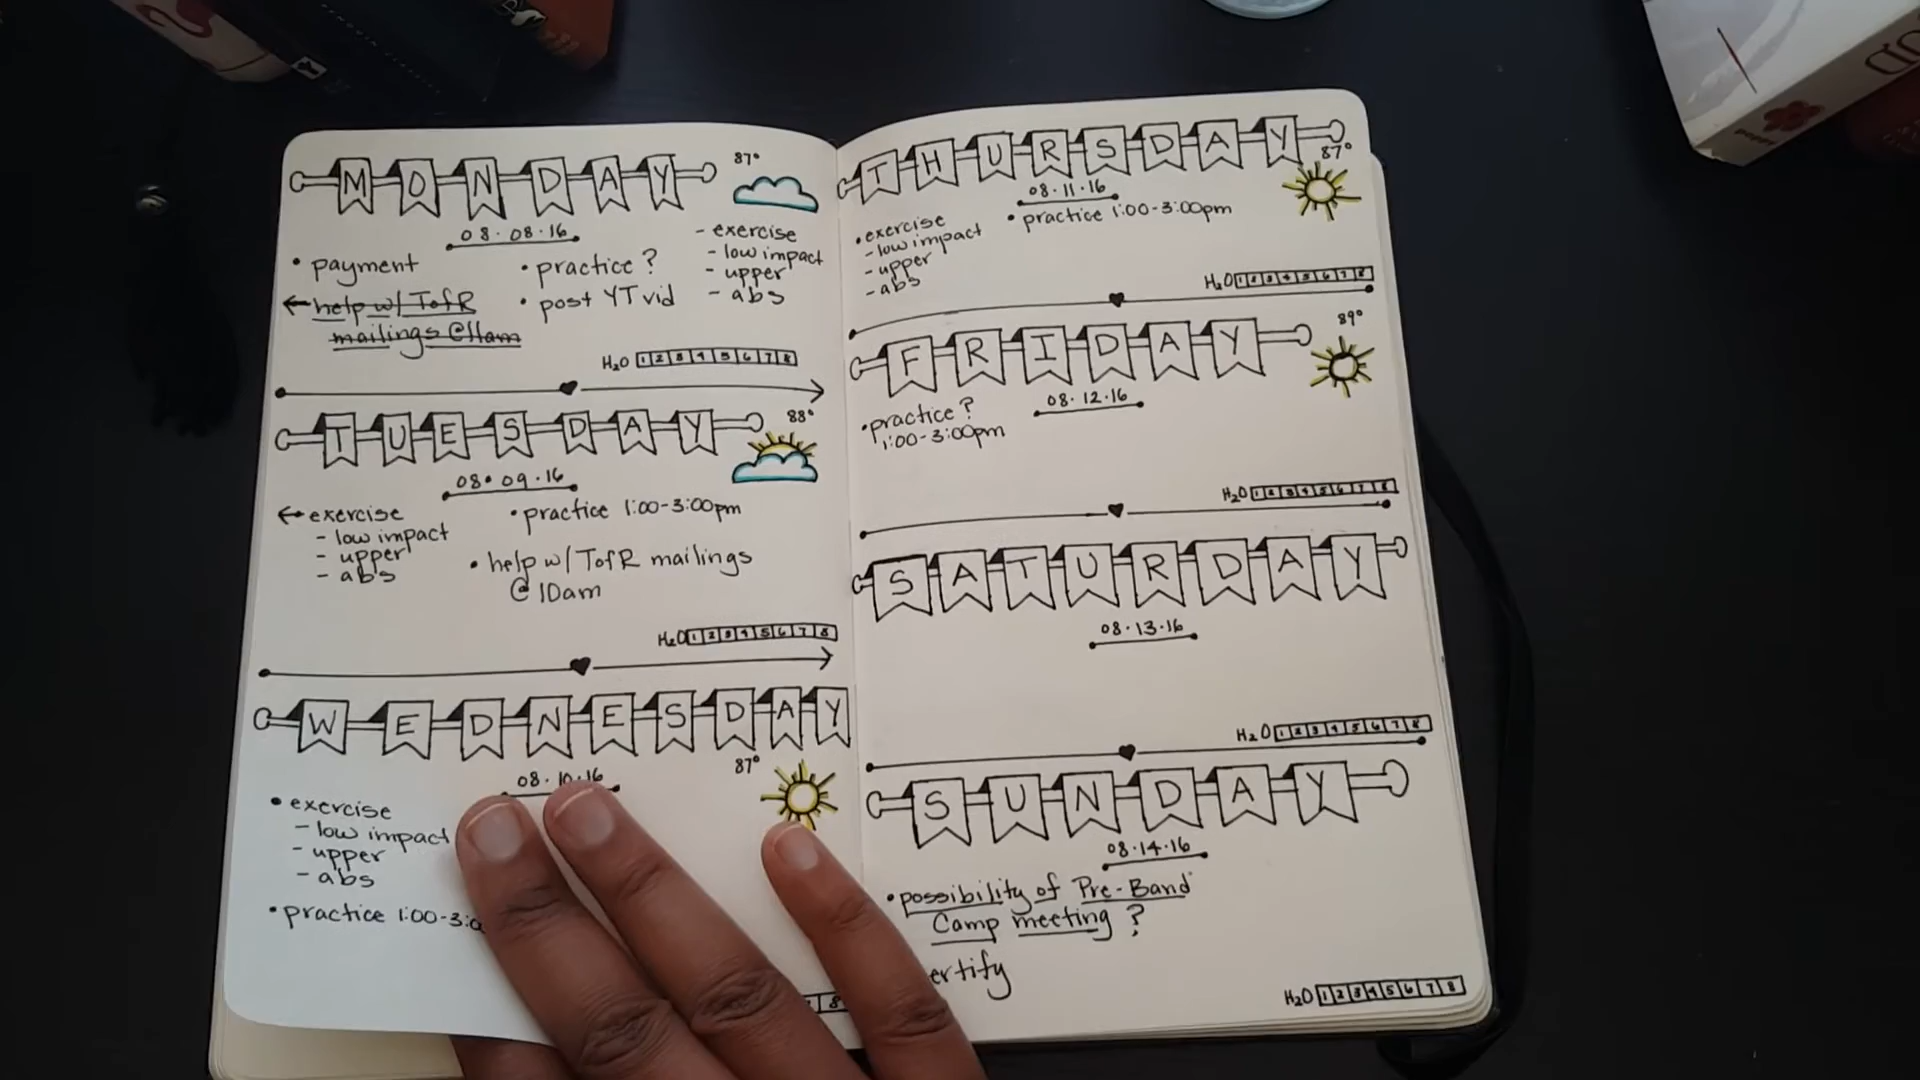 MONDAY
87°
08.08.16
• payment
← help w/ TofR
mailings @ 11am
• practice ?
• post YT vid
- exercise
- low impact
- upper
- abs
H₂O 1 2 3 4 5 6 7 8
TUESDAY
88°
08.09.16
← exercise
- low impact
- upper
- abs
• practice 1:00-3:00pm
• help w/ TofR mailings
@ 10am
H₂O 1 2 3 4 5 6 7 8
WEDNESDAY
08.10.16
87°
• exercise
- low impact
- upper
- abs
• practice 1:00-3:0
8
THURSDAY
87°
08.11.16
• exercise
- low impact
- upper
- abs
• practice 1:00-3:00pm
H₂O 1 2 3 4 5 6 7 8
FRIDAY
89°
08.12.16
• practice ?
1:00-3:00pm
H₂O 1 2 3 4 5 6 7 8
SATURDAY
08.13.16
H₂O 1 2 3 4 5 6 7 8
SUNDAY
08.14.16
• possibility of Pre-Band
Camp meeting ?
ertify
H₂O 1 2 3 4 5 6 7 8